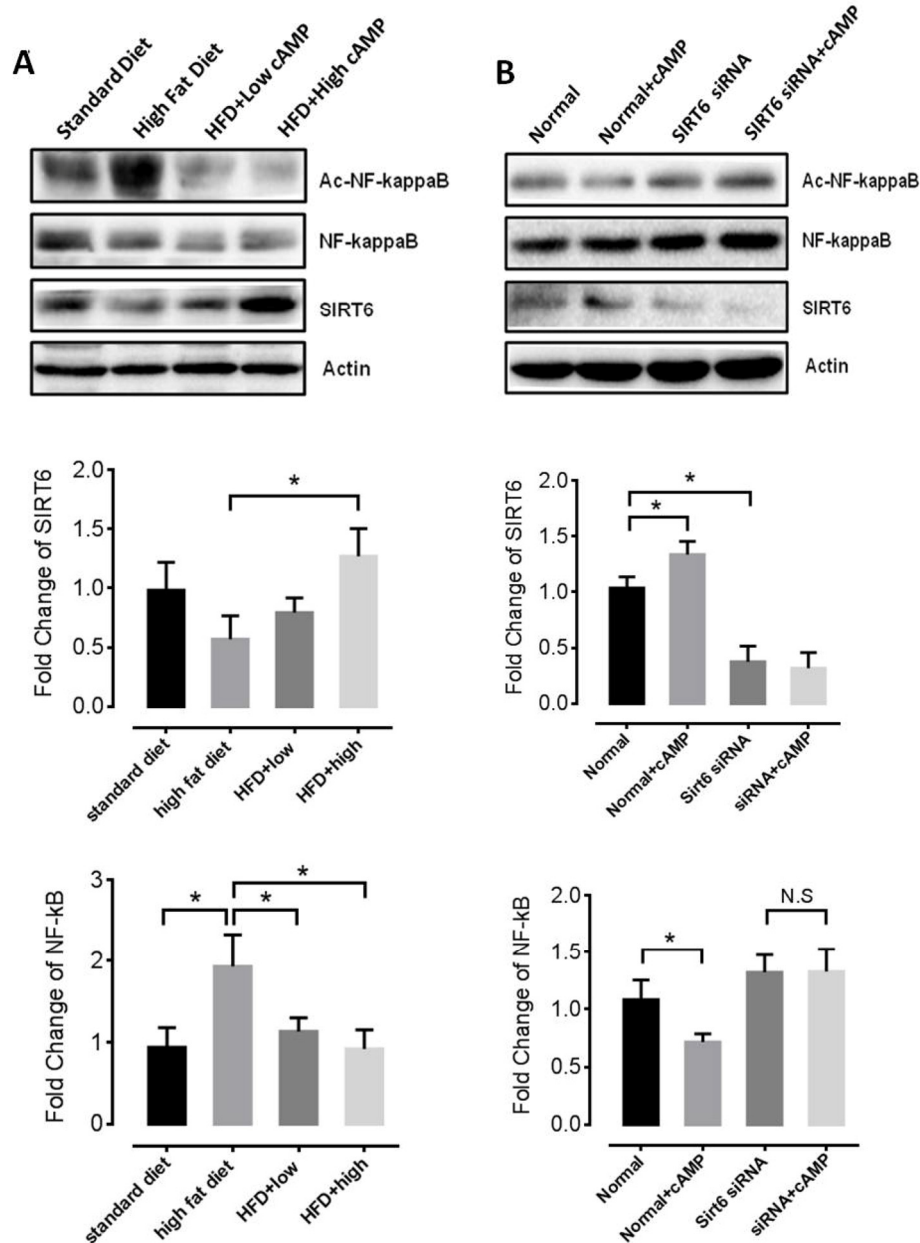 A
Standard Diet
High Fat Diet
HFD+Low cAMP
HFD+High cAMP
Ac-NF-kappaB
NF-kappaB
SIRT6
Actin
B
Normal
Normal+cAMP
SIRT6 siRNA
SIRT6 siRNA+cAMP
Ac-NF-kappaB
NF-kappaB
SIRT6
Actin
Fold Change of SIRT6
2.0
1.5
1.0
0.5
0.0
*
standard diet
high fat diet
HFD+low
HFD+high
Fold Change of SIRT6
2.0
1.5
1.0
0.5
0.0
*
*
Normal
Normal+cAMP
Sirt6 siRNA
siRNA+cAMP
Fold Change of NF-kB
3
2
1
0
*
*
*
standard diet
high fat diet
HFD+low
HFD+high
Fold Change of NF-kB
2.0
1.5
1.0
0.5
0.0
*
N.S
Normal
Normal+cAMP
Sirt6 siRNA
siRNA+cAMP